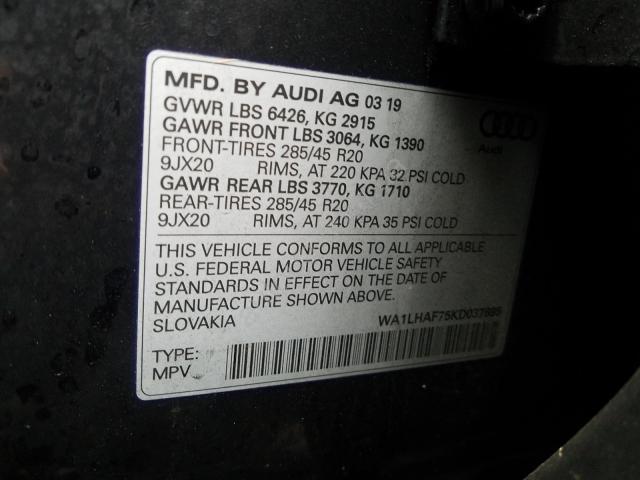 MFD. BY AUDI AG 03 19
GVWR LBS 6426, KG 2915
GAWR FRONT LBS 3064, KG 1390
FRONT-TIRES 285/45 R20
9JX20 RIMS, AT 220 KPA 32 PSI COLD
GAWR REAR LBS 3770, KG 1710
REAR-TIRES 285/45 R20
9JX20 RIMS, AT 240 KPA 35 PSI COLD
Audi
THIS VEHICLE CONFORMS TO ALL APPLICABLE
U.S. FEDERAL MOTOR VEHICLE SAFETY
STANDARDS IN EFFECT ON THE DATE OF
MANUFACTURE SHOWN ABOVE.
SLOVAKIA
TYPE:
MPV